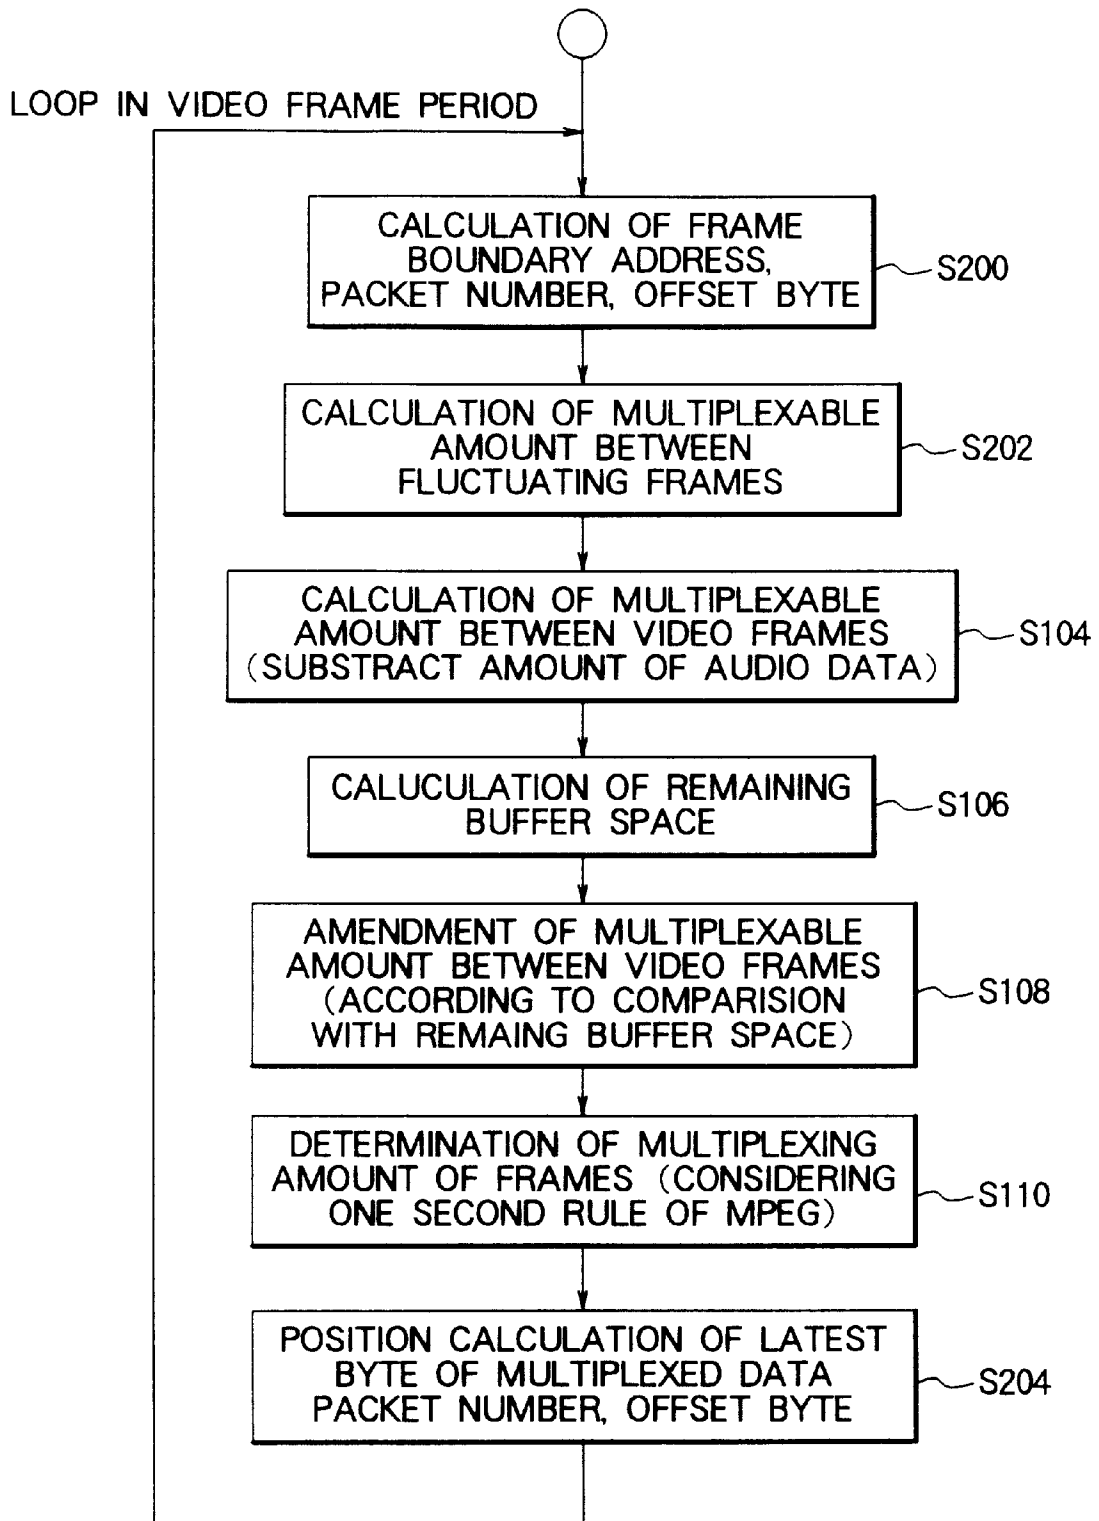 LOOP IN VIDEO FRAME PERIOD
CALCULATION OF FRAME
BOUNDARY ADDRESS,
PACKET NUMBER, OFFSET BYTE
S200
CALCULATION OF MULTIPLEXABLE
AMOUNT BETWEEN
FLUCTUATING FRAMES
S202
CALCULATION OF MULTIPLEXABLE
AMOUNT BETWEEN VIDEO FRAMES
(SUBSTRACT AMOUNT OF AUDIO DATA)
S104
CALUCULATION OF REMAINING
BUFFER SPACE
S106
AMENDMENT OF MULTIPLEXABLE
AMOUNT BETWEEN VIDEO FRAMES
(ACCORDING TO COMPARISION
WITH REMAING BUFFER SPACE)
S108
DETERMINATION OF MULTIPLEXING
AMOUNT OF FRAMES (CONSIDERING
ONE SECOND RULE OF MPEG)
S110
POSITION CALCULATION OF LATEST
BYTE OF MULTIPLEXED DATA
PACKET NUMBER, OFFSET BYTE
S204